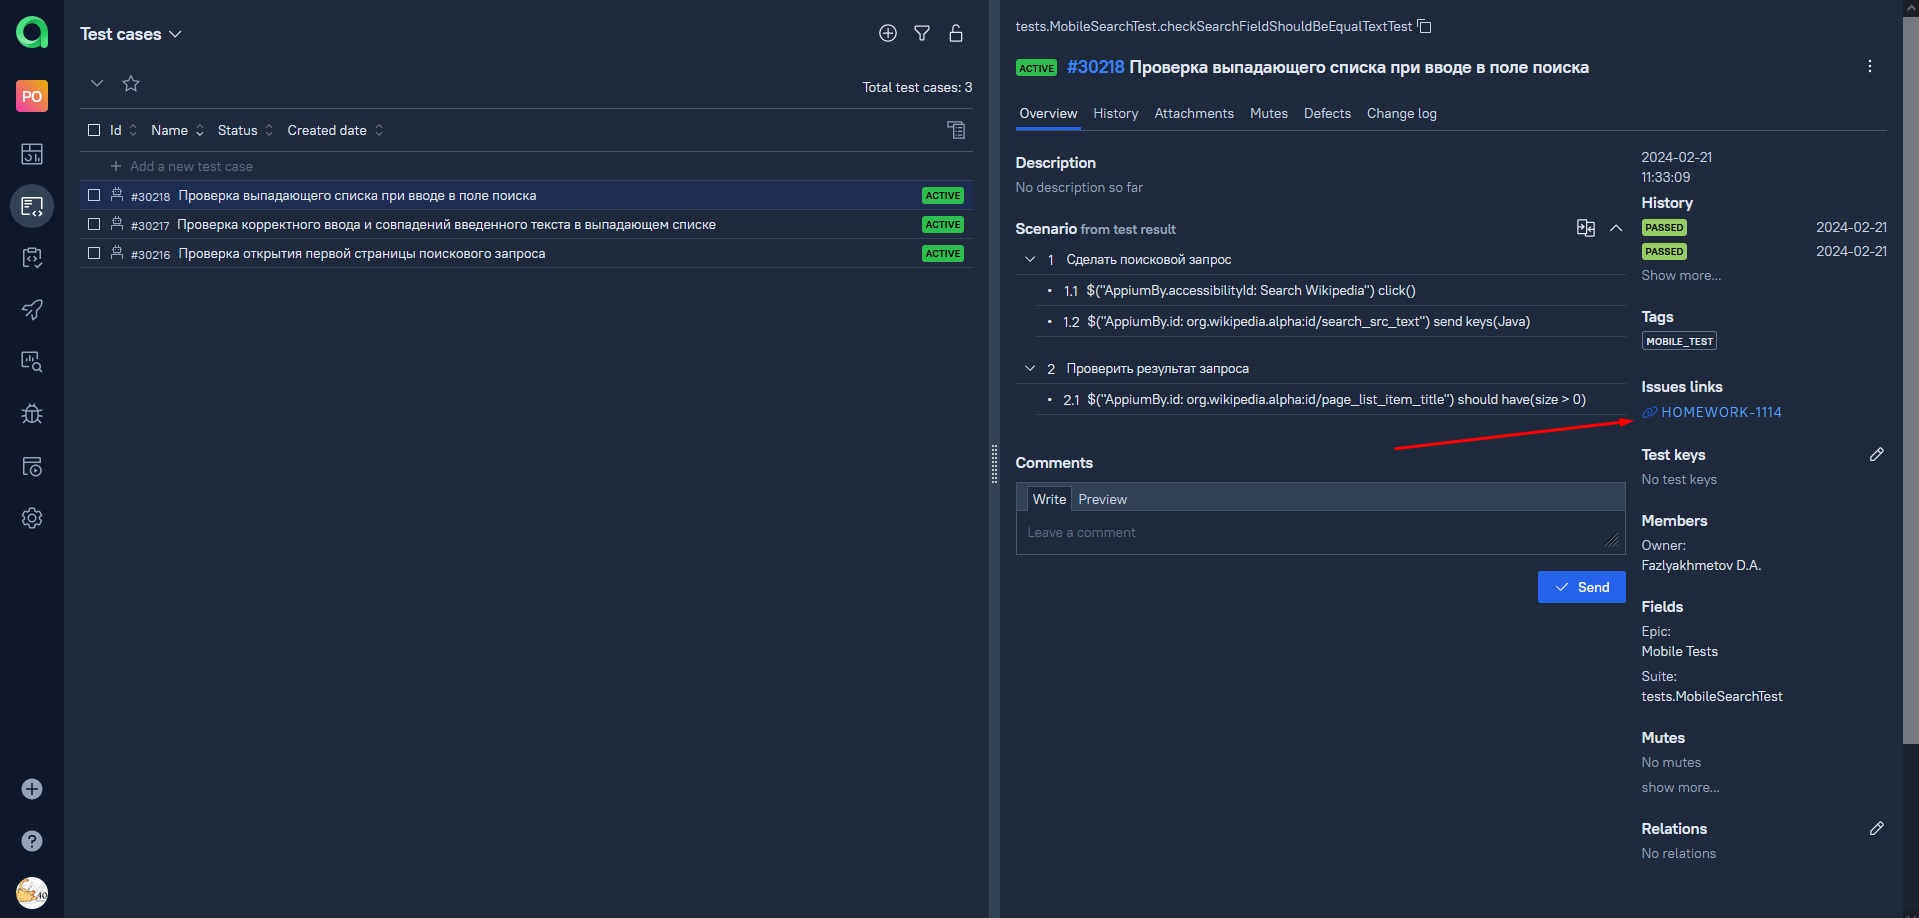 PO
Test cases
Total test cases: 3
Id Name Status Created date
Add a new test case
#30218 Проверка выпадающего списка при вводе в поле поиска ACTIVE
#30217 Проверка корректного ввода и совпадений введенного текста в выпадающем списке ACTIVE
#30216 Проверка открытия первой страницы поискового запроса ACTIVE
tests.MobileSearchTest.checkSearchFieldShouldBeEqualTextTest
ACTIVE #30218 Проверка выпадающего списка при вводе в поле поиска
Overview History Attachments Mutes Defects Change log
Description
No description so far
Scenario from test result
1 Сделать поисковой запрос
• 1.1 $("AppiumBy.accessibilityId: Search Wikipedia") click()
• 1.2 $("AppiumBy.id: org.wikipedia.alpha:id/search_src_text") send keys(Java)
2 Проверить результат запроса
• 2.1 $("AppiumBy.id: org.wikipedia.alpha:id/page_list_item_title") should have(size > 0)
Comments
Write Preview
Leave a comment
Send
2024-02-21
11:33:09
History
PASSED 2024-02-21
PASSED 2024-02-21
Show more...
Tags
MOBILE_TEST
Issues links
HOMEWORK-1114
Test keys
No test keys
Members
Owner:
Fazlyakhmetov D.A.
Fields
Epic:
Mobile Tests
Suite:
tests.MobileSearchTest
Mutes
No mutes
show more...
Relations
No relations